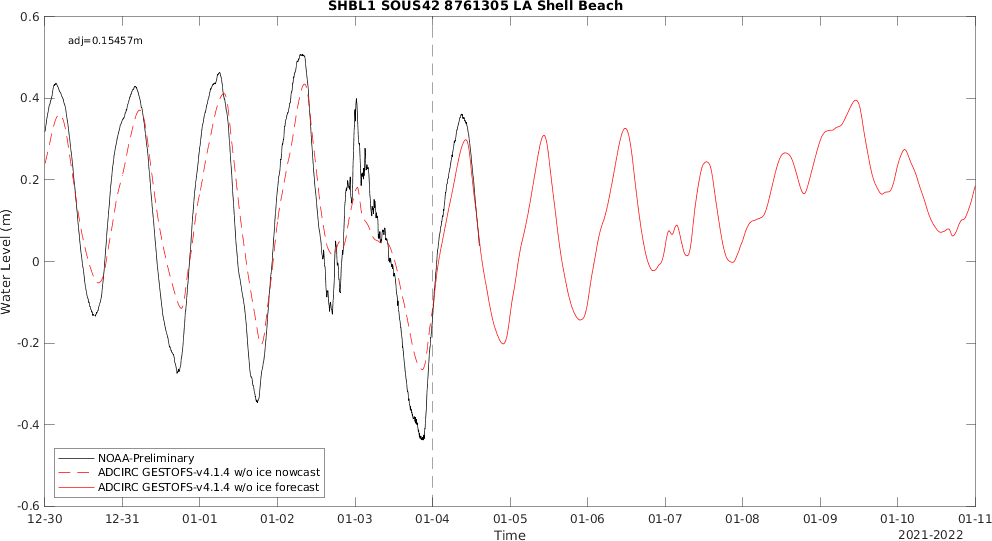 SHBL1 SOUS42 8761305 LA Shell Beach
adj=0.15457m
0.6
0.4
0.2
0
-0.2
-0.4
-0.6
Water Level (m)
NOAA-Preliminary
ADCIRC GESTOFS-v4.1.4 w/o ice nowcast
ADCIRC GESTOFS-v4.1.4 w/o ice forecast
12-30 12-31 01-01 01-02 01-03 01-04 01-05 01-06 01-07 01-08 01-09 01-10 01-11
Time
2021-2022